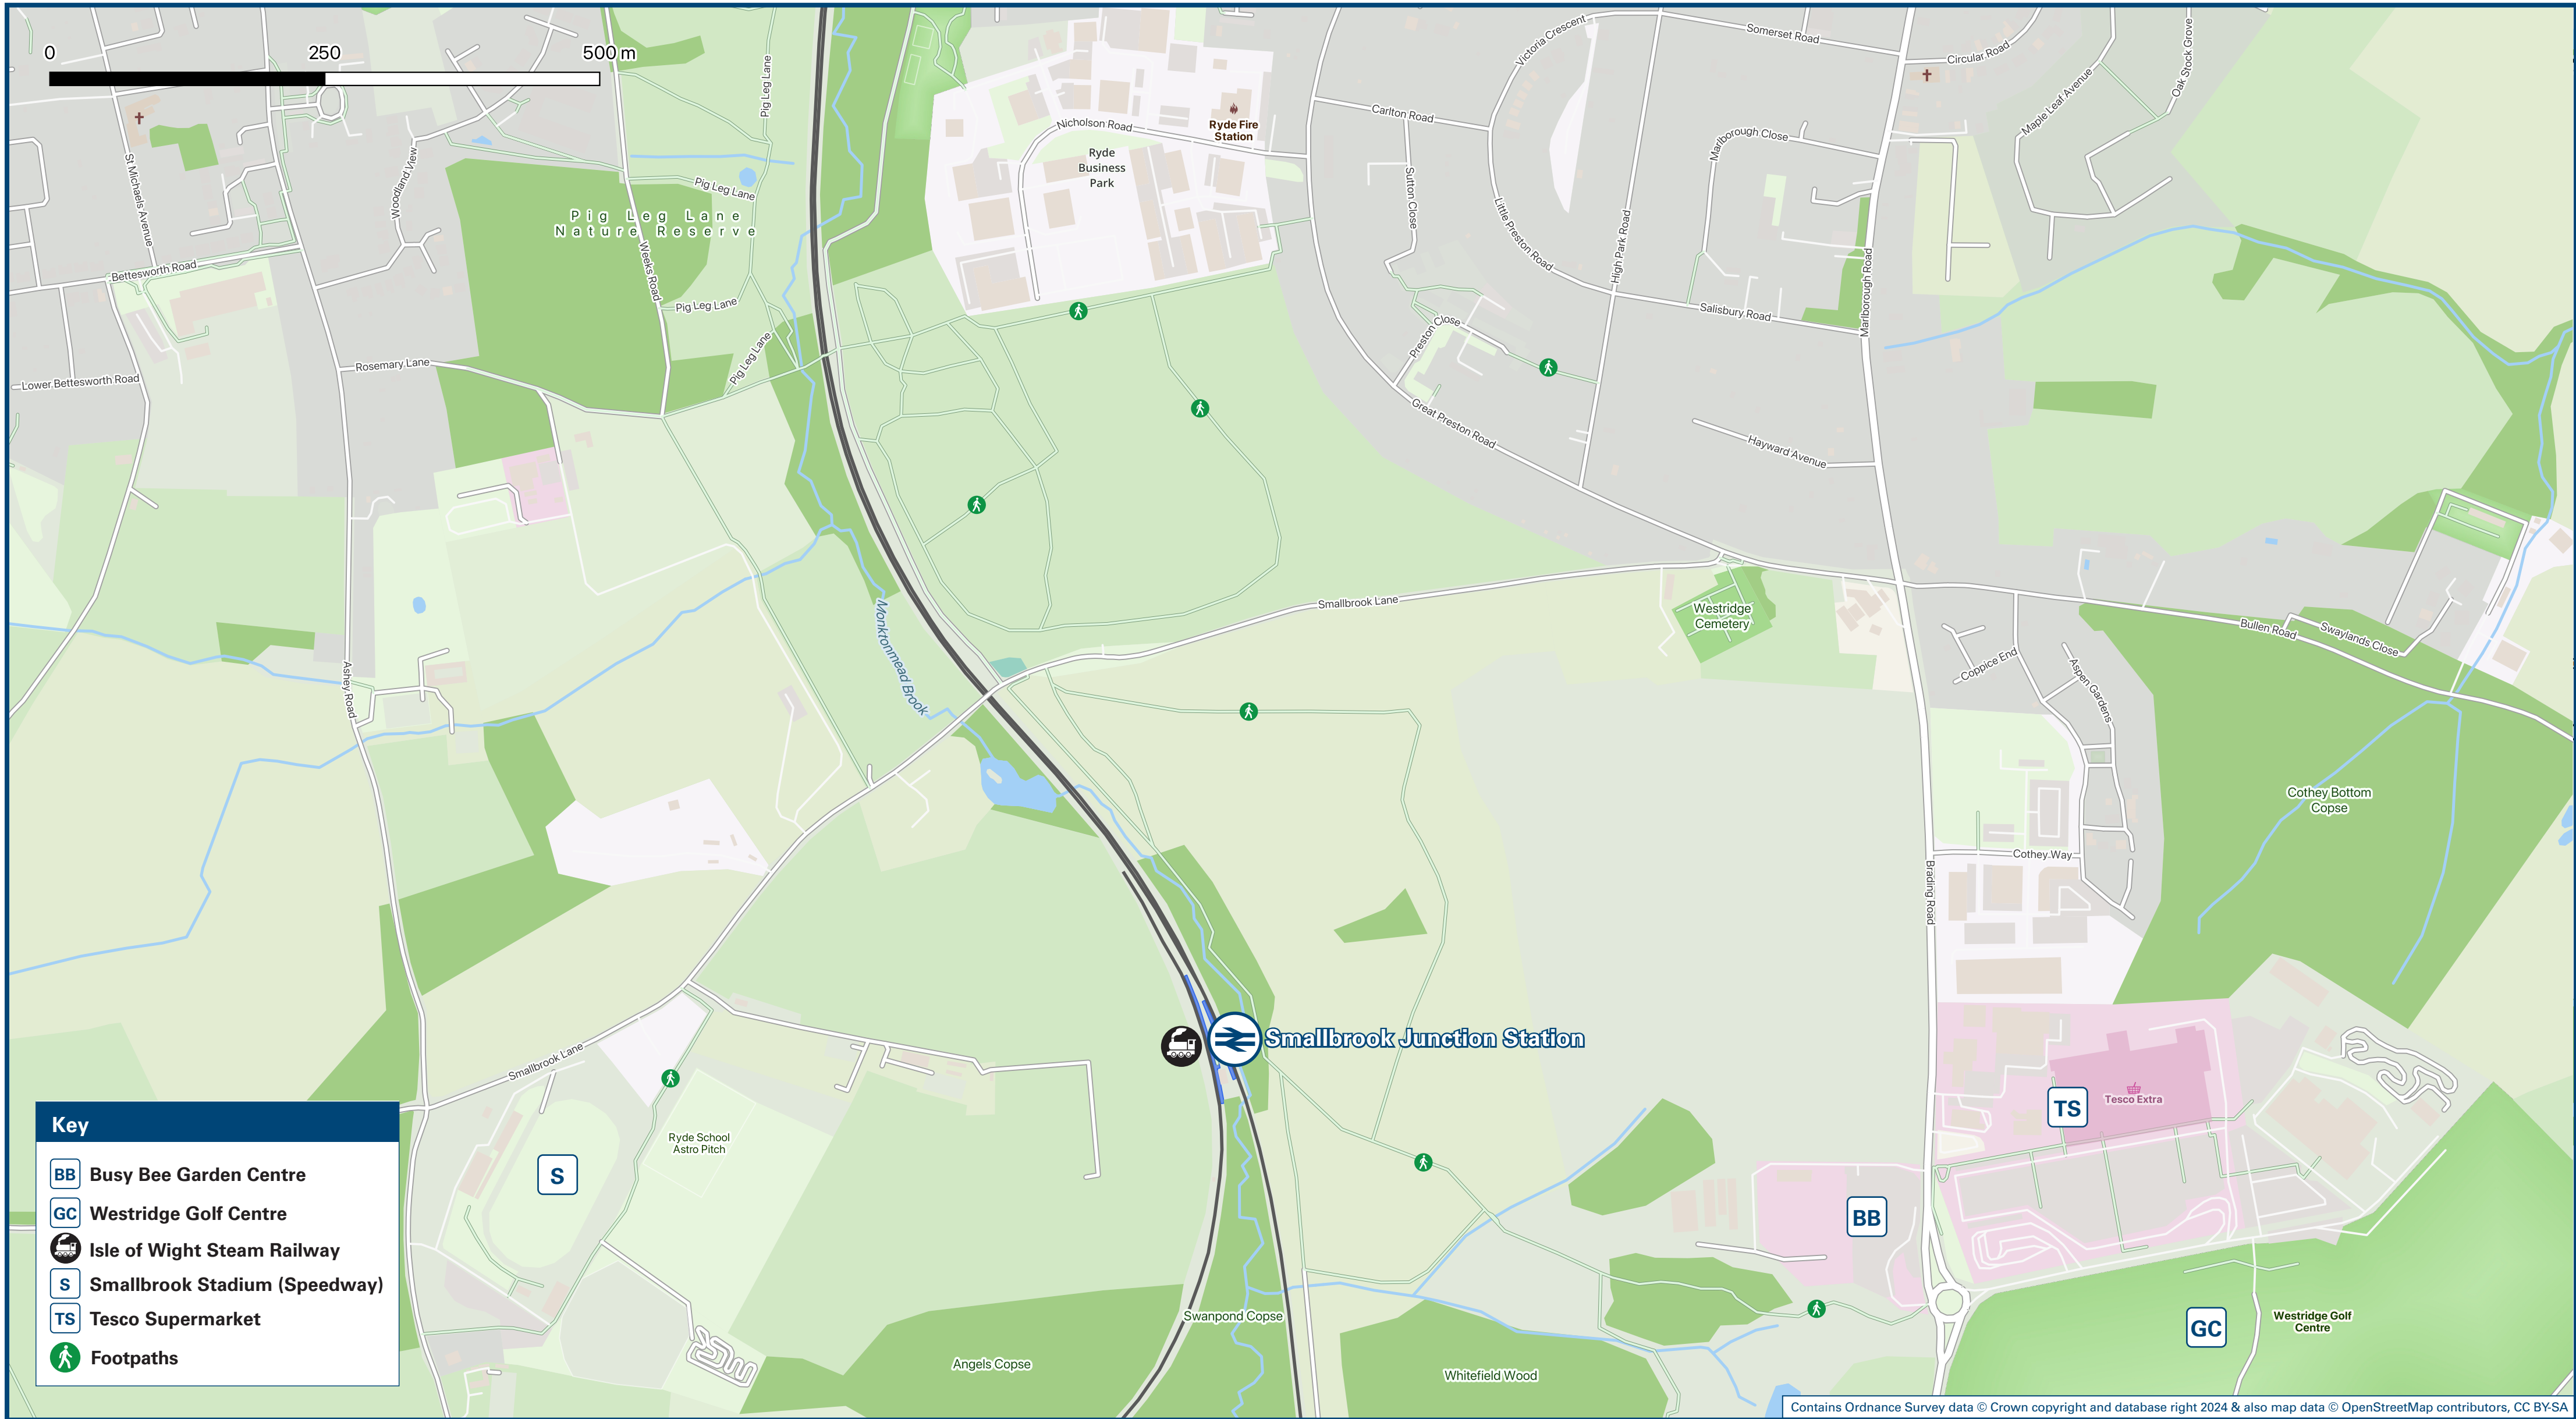 0 250 500 m
Pig Leg Lane
Victoria Crescent
Somerset Road
Circular Road
Oak Stock Grove
Maple Leaf Avenue
Nicholson Road
Ryde Fire
Station
Carlton Road
Marlborough Close
Ryde
Business
Park
St Michaels Avenue
Woodland View
Pig Leg Lane
Pig Leg Lane
Nature Reserve
Weeks Road
Sutton Close
Little Preston Road
High Park Road
Marlborough Road
Bettesworth Road
Pig Leg Lane
Salisbury Road
Preston Close
Pig Leg Lane
Rosemary Lane
Lower Bettesworth Road
Great Preston Road
Hayward Avenue
Smallbrook Lane
Westridge
Cemetery
Monktonmead Brook
Bullen Road
Swaylands Close
Coppice End
Aspen Gardens
Ashey Road
Cothey Bottom
Copse
Cothey Way
Brading Road
Smallbrook Junction Station
Smallbrook Lane
TS
Tesco Extra
Ryde School
Astro Pitch
S
BB
Swanpond Copse
GC
Westridge Golf
Centre
Angels Copse
Whitefield Wood
Key
BB Busy Bee Garden Centre
GC Westridge Golf Centre
Isle of Wight Steam Railway
S Smallbrook Stadium (Speedway)
TS Tesco Supermarket
Footpaths
Contains Ordnance Survey data © Crown copyright and database right 2024 & also map data © OpenStreetMap contributors, CC BY-SA